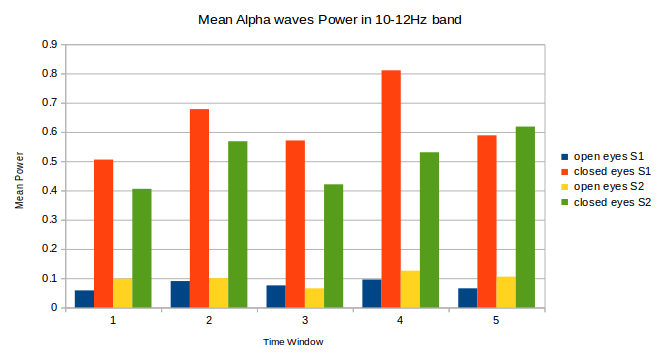 Mean Alpha waves Power in 10-12Hz band
0.9
0.8
0.7
0.6
0.5
0.4
0.3
0.2
0.1
0
Mean Power
1 2 3 4 5
Time Window
open eyes S1
closed eyes S1
open eyes S2
closed eyes S2